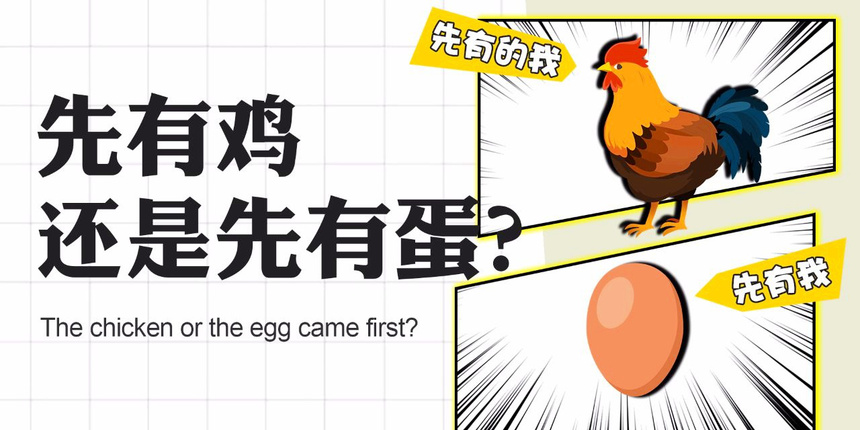 先有鸡
还是先有蛋?
The chicken or the egg came first?
先有的我
先有我